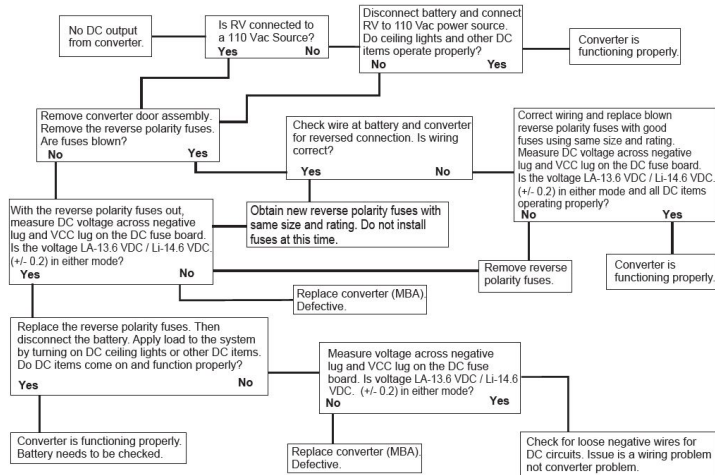 No DC output
from converter.
Is RV connected to
a 110 Vac Source?
Yes No
Disconnect battery and connect
RV to 110 Vac power source.
Do ceiling lights and other DC
items operate properly?
No Yes
Converter is
functioning properly.
Remove converter door assembly.
Remove the reverse polarity fuses.
Are fuses blown?
No Yes
Check wire at battery and converter
for reversed connection. Is wiring
correct?
Yes No
Correct wiring and replace blown
reverse polarity fuses with good
fuses using same size and rating.
Measure DC voltage across negative
lug and VCC lug on the DC fuse board.
Is the voltage LA-13.6 VDC / Li-14.6 VDC.
(+/- 0.2) in either mode and all DC items
operating properly?
No Yes
With the reverse polarity fuses out,
measure DC voltage across negative
lug and VCC lug on the DC fuse board.
Is the voltage LA-13.6 VDC / Li-14.6 VDC.
(+/- 0.2) in either mode?
Yes No
Obtain new reverse polarity fuses with
same size and rating. Do not install
fuses at this time.
Remove reverse
polarity fuses.
Converter is
functioning properly.
Replace converter (MBA).
Defective.
Replace the reverse polarity fuses. Then
disconnect the battery. Apply load to the system
by turning on DC ceiling lights or other DC items.
Do DC items come on and function properly?
Yes No
Measure voltage across negative
lug and VCC lug on the DC fuse
board. Is voltage LA-13.6 VDC / Li-14.6
VDC. (+/- 0.2) in either mode?
No Yes
Converter is functioning properly.
Battery needs to be checked.
Replace converter (MBA).
Defective.
Check for loose negative wires for
DC circuits. Issue is a wiring problem
not converter problem.